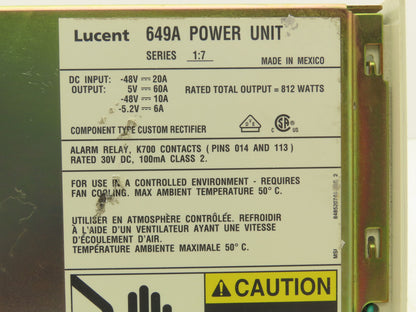 Lucent 649A POWER UNIT
SERIES 1:7
MADE IN MEXICO
DC INPUT: -48V ⎓ 20A
OUTPUT: 5V ⎓ 60A
-48V ⎓ 10A
-5.2V ⎓ 6A
RATED TOTAL OUTPUT = 812 WATTS
COMPONENT TYPE CUSTOM RECTIFIER
ALARM RELAY, K700 CONTACTS (PINS 014 AND 113)
RATED 30V DC, 100mA CLASS 2.
FOR USE IN A CONTROLLED ENVIRONMENT - REQUIRES
FAN COOLING. MAX AMBIENT TEMPERATURE 50° C.
UTILISER EN ATMOSPHÈRE CONTRÔLÉE. REFROIDIR
À L'AIDE D'UN VENTILATEUR AYANT UNE VITESSE
D'ÉCOULEMENT D'AIR.
TEMPÉRATURE AMBIANTE MAXIMALE 50° C.
MSI
CAUTION